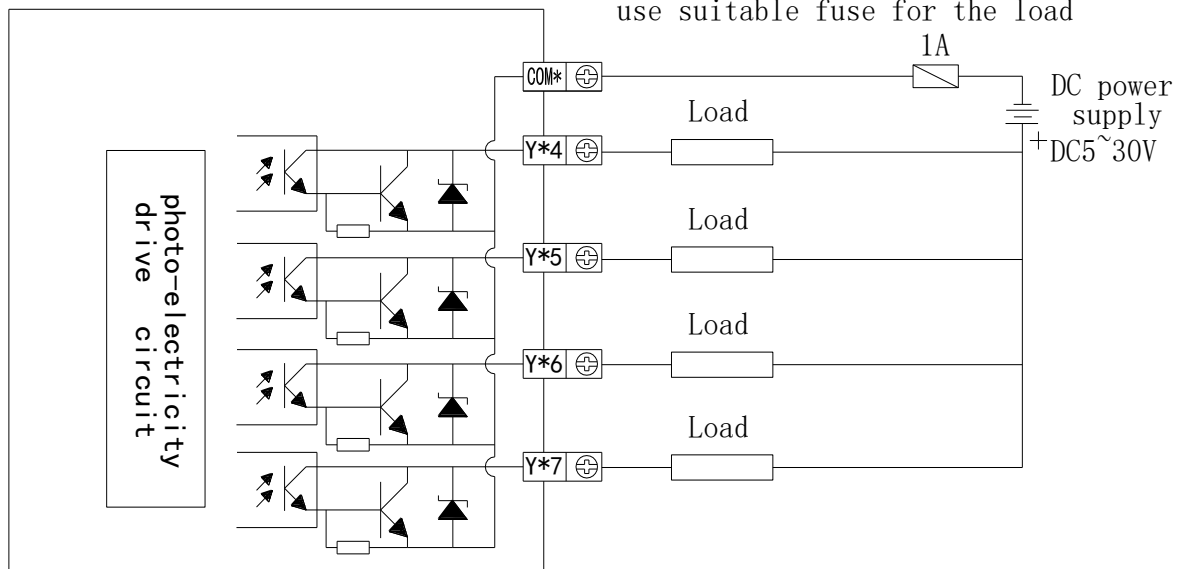 use suitable fuse for the load
1A
COM*
DC power
supply
+DC5~30V
Load
Y*4
Load
Y*5
Load
Y*6
Load
Y*7
photo-electricity
drive circuit